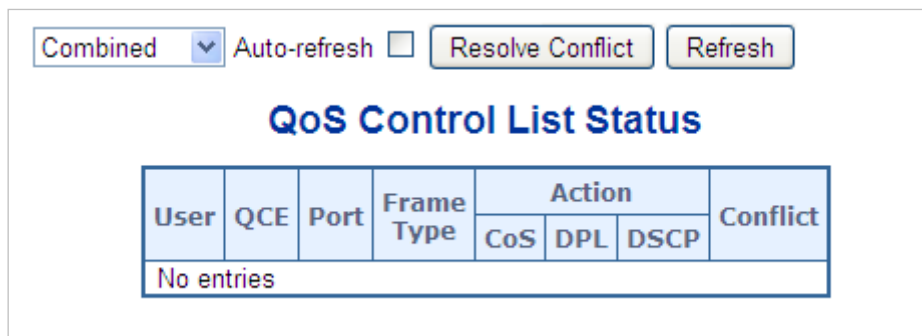 Combined Auto-refresh Resolve Conflict Refresh
QoS Control List Status
User QCE Port Frame Type Action Conflict
CoS DPL DSCP
No entries